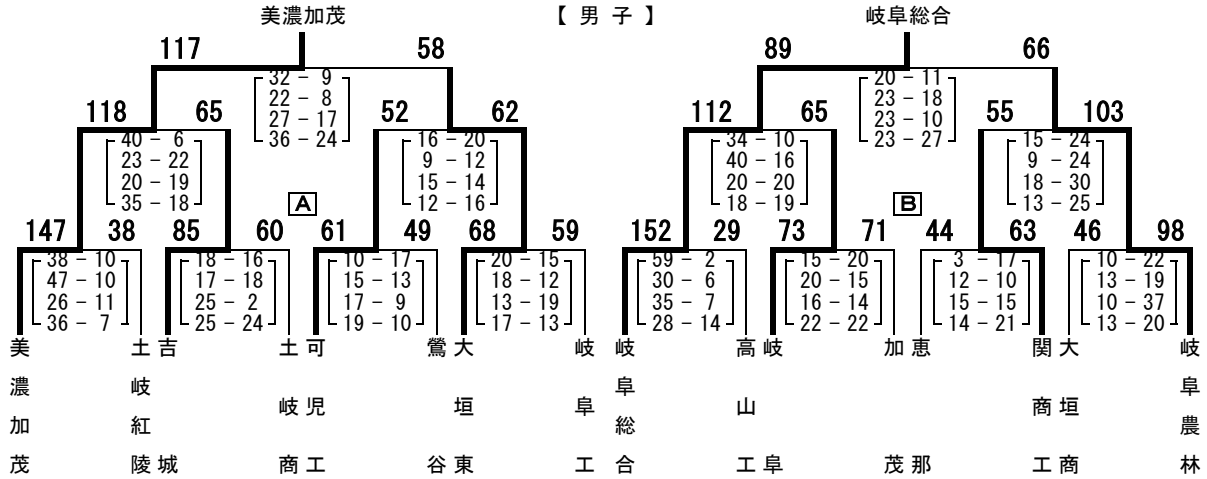 美濃加茂 【 男 子 】 岐阜総合
117 58 89 66
32 - 9 20 - 11
22 - 8 23 - 18
27 - 17 23 - 10
36 - 24 23 - 27
118 65 52 62 112 65 55 103
40 - 6 16 - 20 34 - 10 15 - 24
23 - 22 9 - 12 40 - 16 9 - 24
20 - 19 15 - 14 20 - 20 18 - 30
35 - 18 12 - 16 18 - 19 13 - 25
A B
147 38 85 60 61 49 68 59 152 29 73 71 44 63 46 98
38 - 10 18 - 16 10 - 17 20 - 15 59 - 2 15 - 20 3 - 17 10 - 22
47 - 10 17 - 18 15 - 13 18 - 12 30 - 6 20 - 15 12 - 10 13 - 19
26 - 11 25 - 2 17 - 9 13 - 19 35 - 7 16 - 14 15 - 15 10 - 37
36 - 7 25 - 24 19 - 10 17 - 13 28 - 14 22 - 22 14 - 21 13 - 20
美濃加茂
土岐紅陵
吉城
土岐商
可児工
鶯谷
大垣東
岐阜工
岐阜総合
高山工
岐阜
加茂
恵那
関商工
大垣商
岐阜農林